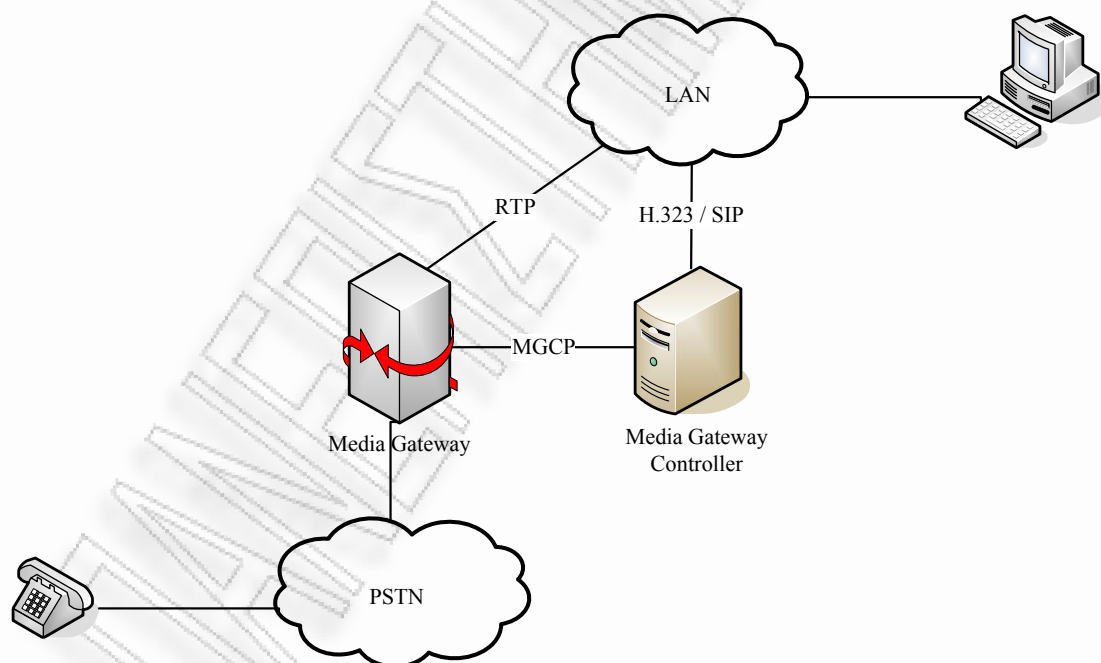 LAN
RTP
H.323 / SIP
MGCP
Media Gateway
Media Gateway
Controller
PSTN